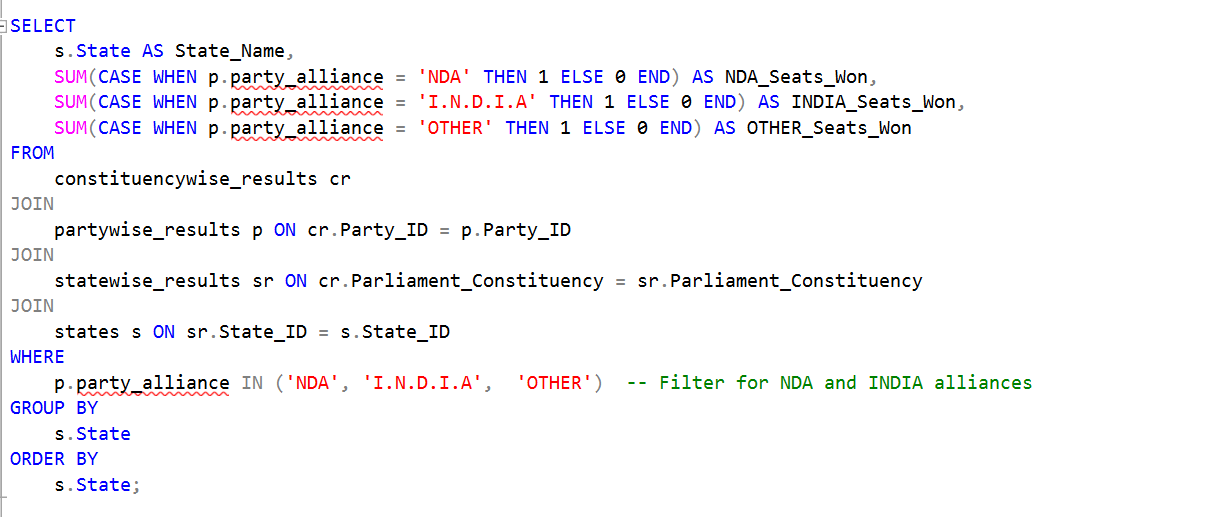 SELECT
    s.State AS State_Name,
    SUM(CASE WHEN p.party_alliance = 'NDA' THEN 1 ELSE 0 END) AS NDA_Seats_Won,
    SUM(CASE WHEN p.party_alliance = 'I.N.D.I.A' THEN 1 ELSE 0 END) AS INDIA_Seats_Won,
    SUM(CASE WHEN p.party_alliance = 'OTHER' THEN 1 ELSE 0 END) AS OTHER_Seats_Won
FROM
    constituencywise_results cr
JOIN
    partywise_results p ON cr.Party_ID = p.Party_ID
JOIN
    statewise_results sr ON cr.Parliament_Constituency = sr.Parliament_Constituency
JOIN
    states s ON sr.State_ID = s.State_ID
WHERE
    p.party_alliance IN ('NDA', 'I.N.D.I.A',  'OTHER')  -- Filter for NDA and INDIA alliances
GROUP BY
    s.State
ORDER BY
    s.State;